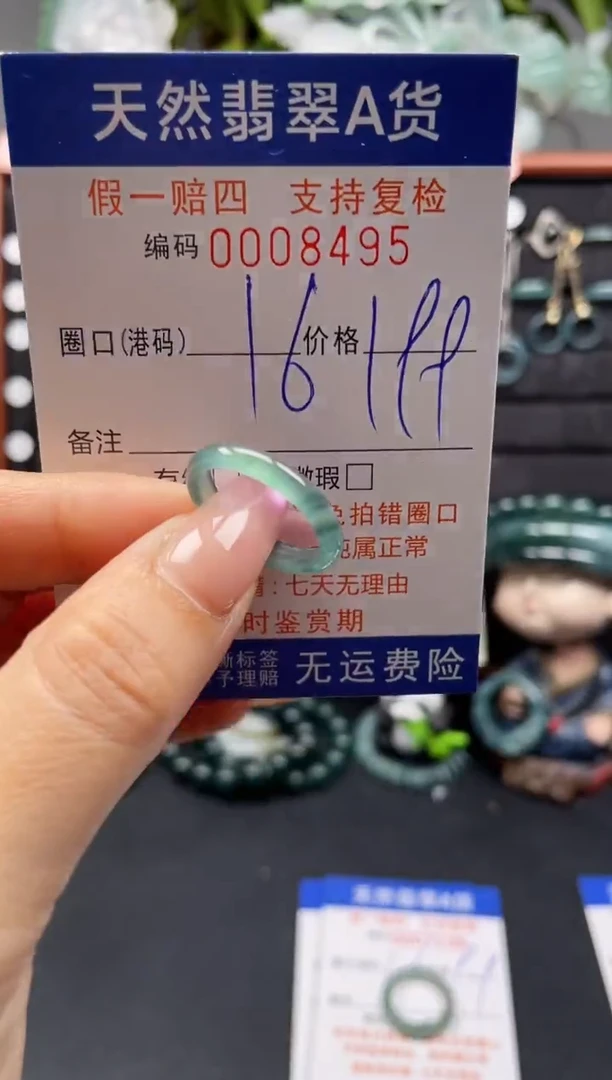 天然翡翠A货
假一赔四 支持复检
编码 0008495
圈口(港码) 16 价格 199
备注
瑕□
拍错圈口
属正常
:七天无理由
时鉴赏期
撕标签
予理赔
无运费险